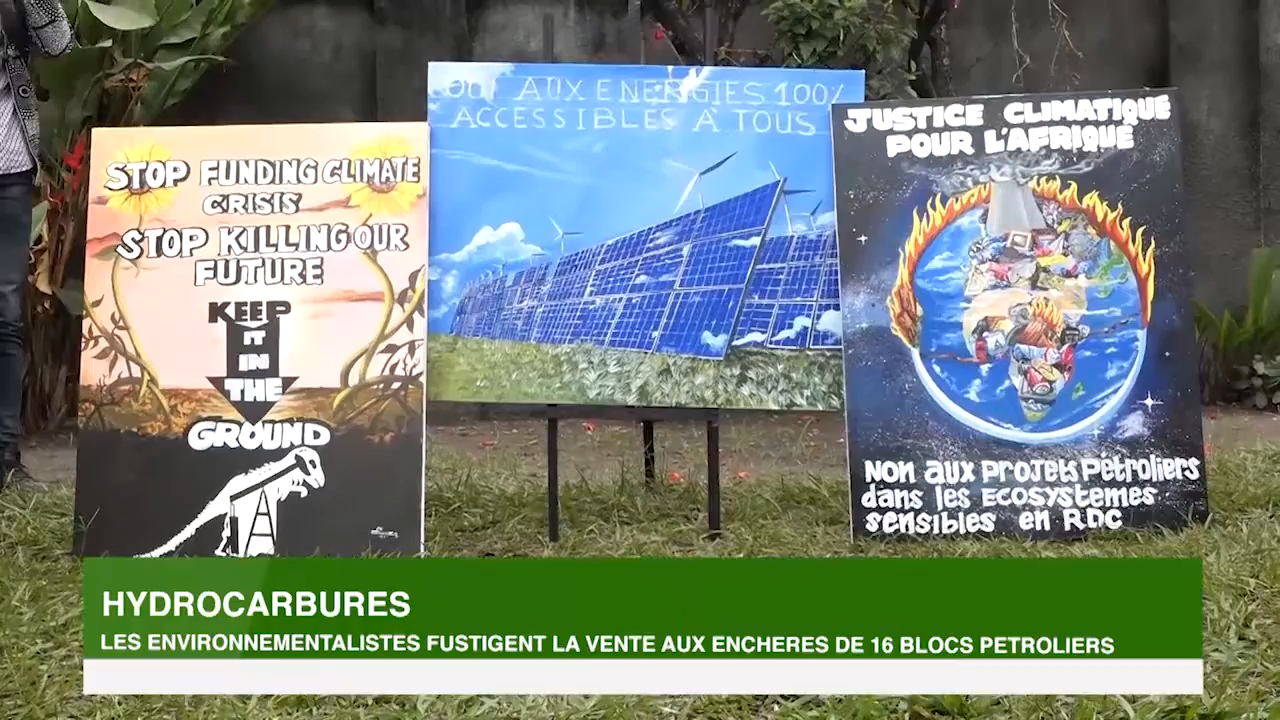 STOP FUNDING CLIMATE
CRISIS
STOP KILLING OUR
FUTURE
KEEP
IT
IN
THE
GROUND
OUI AUX ENERGIES 100%
ACCESSIBLES À TOUS
JUSTICE CLIMATIQUE
POUR L'AFRIQUE
NON aux PROJETS Pétroliers
dans les ECOSYSTEMES
sensibles en RDC
HYDROCARBURES
LES ENVIRONNEMENTALISTES FUSTIGENT LA VENTE AUX ENCHERES DE 16 BLOCS PETROLIERS